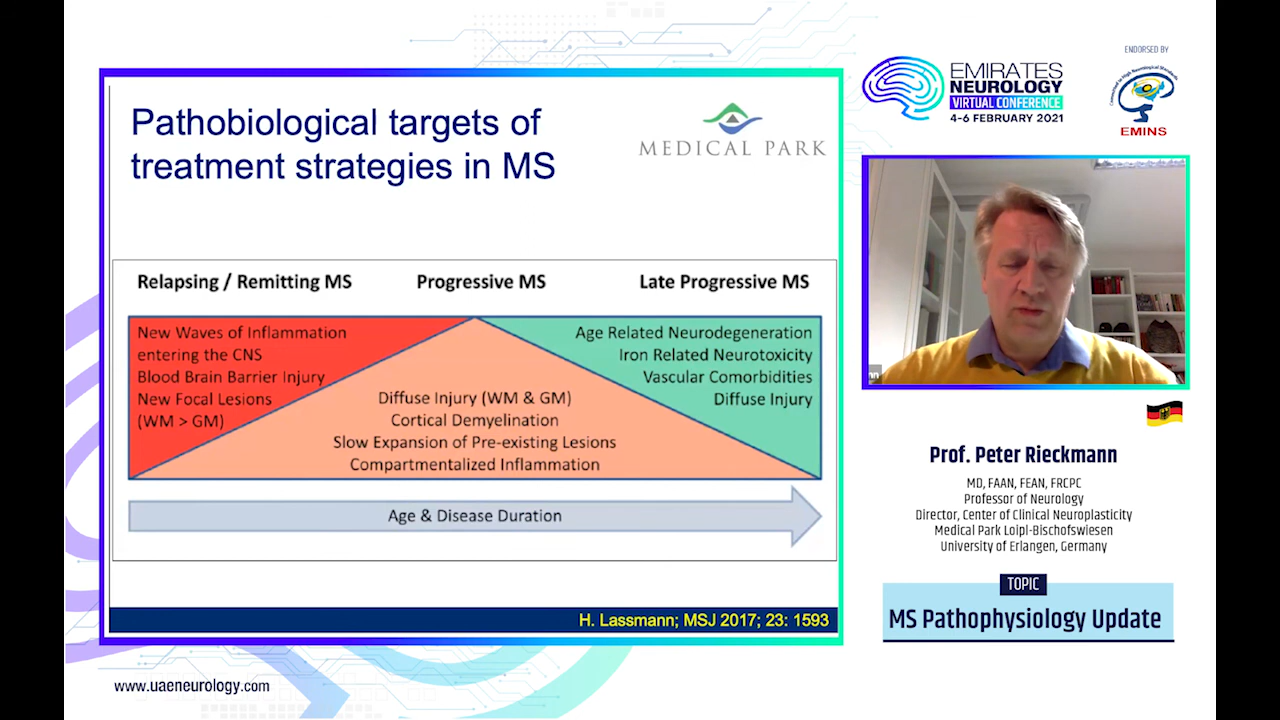 Pathobiological targets of
treatment strategies in MS
MEDICAL PARK
Relapsing / Remitting MS
Progressive MS
Late Progressive MS
New Waves of Inflammation
entering the CNS
Blood Brain Barrier Injury
New Focal Lesions
(WM > GM)
Diffuse Injury (WM & GM)
Cortical Demyelination
Slow Expansion of Pre-existing Lesions
Compartmentalized Inflammation
Age Related Neurodegeneration
Iron Related Neurotoxicity
Vascular Comorbidities
Diffuse Injury
Age & Disease Duration
H. Lassmann; MSJ 2017; 23: 1593
www.uaeneurology.com
EMIRATES
NEUROLOGY
VIRTUAL CONFERENCE
4-6 FEBRUARY 2021
ENDORSED BY
EMINS
Prof. Peter Rieckmann
MD, FAAN, FEAN, FRCPC
Professor of Neurology
Director, Center of Clinical Neuroplasticity
Medical Park Loipl-Bischofswiesen
University of Erlangen, Germany
TOPIC
MS Pathophysiology Update